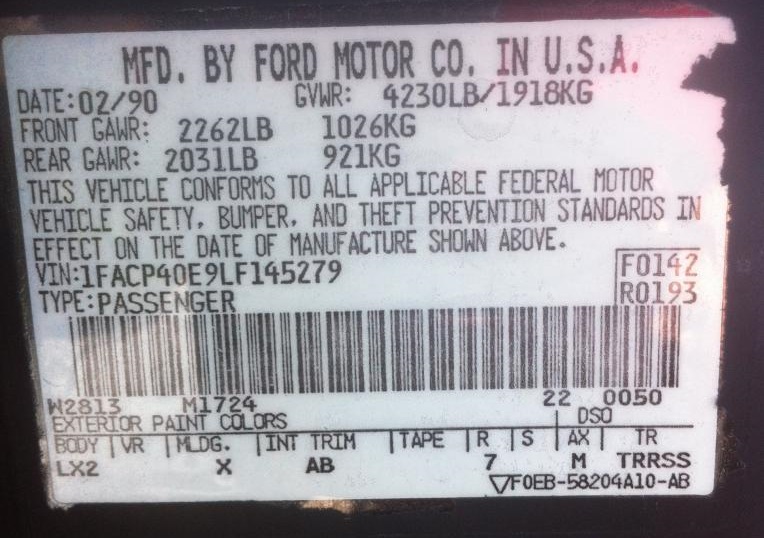 MFD. BY FORD MOTOR CO. IN U.S.A.
DATE: 02/90 GVWR: 4230LB/1918KG
FRONT GAWR: 2262LB 1026KG
REAR GAWR: 2031LB 921KG
THIS VEHICLE CONFORMS TO ALL APPLICABLE FEDERAL MOTOR
VEHICLE SAFETY, BUMPER, AND THEFT PREVENTION STANDARDS IN
EFFECT ON THE DATE OF MANUFACTURE SHOWN ABOVE.
VIN:1FACP40E9LF145279 F0142
TYPE:PASSENGER R0193
W2813 M1724 22 0050
EXTERIOR PAINT COLORS DSO
BODY VR MLDG. INT TRIM TAPE R S AX TR
LX2 X AB 7 M TRRSS
▽F0EB-58204A10-AB